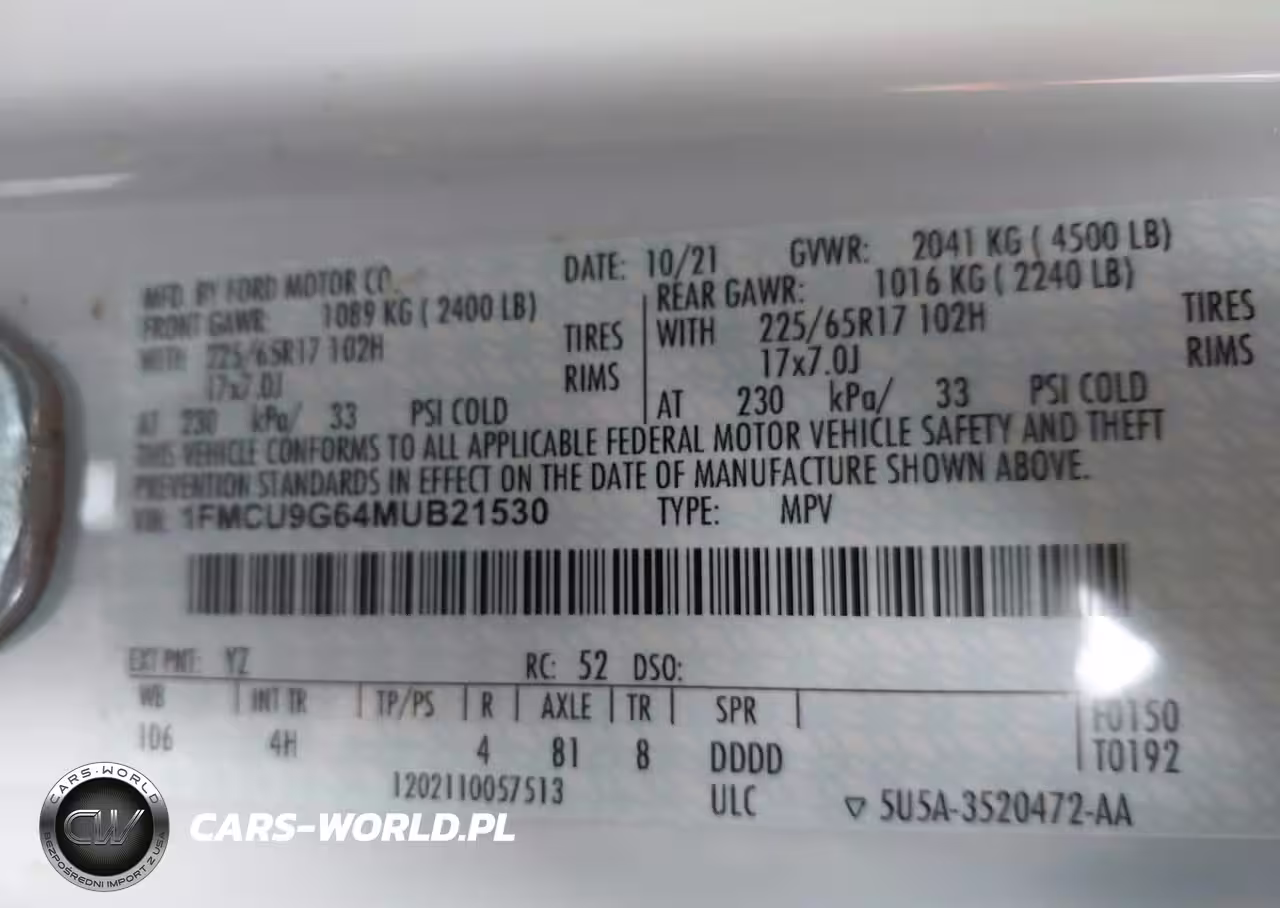 MFD. BY FORD MOTOR CO. DATE: 10/21 GVWR: 2041 KG ( 4500 LB)
FRONT GAWR: 1089 KG ( 2400 LB) REAR GAWR: 1016 KG ( 2240 LB)
WITH 225/65R17 102H TIRES WITH 225/65R17 102H TIRES
17x7.0J RIMS 17x7.0J RIMS
AT 230 kPa/ 33 PSI COLD AT 230 kPa/ 33 PSI COLD
THIS VEHICLE CONFORMS TO ALL APPLICABLE FEDERAL MOTOR VEHICLE SAFETY AND THEFT
PREVENTION STANDARDS IN EFFECT ON THE DATE OF MANUFACTURE SHOWN ABOVE.
VIN: 1FMCU9G64MUB21530 TYPE: MPV
EXT PNT: YZ RC: 52 DSO:
WB INT TR TP/PS R AXLE TR SPR F0150
106 4H 4 81 8 DDDD T0192
1202110057513 ULC 5U5A-3520472-AA
CARS-WORLD
CW
BEZPOŚREDNI IMPORT Z USA
CARS-WORLD.PL